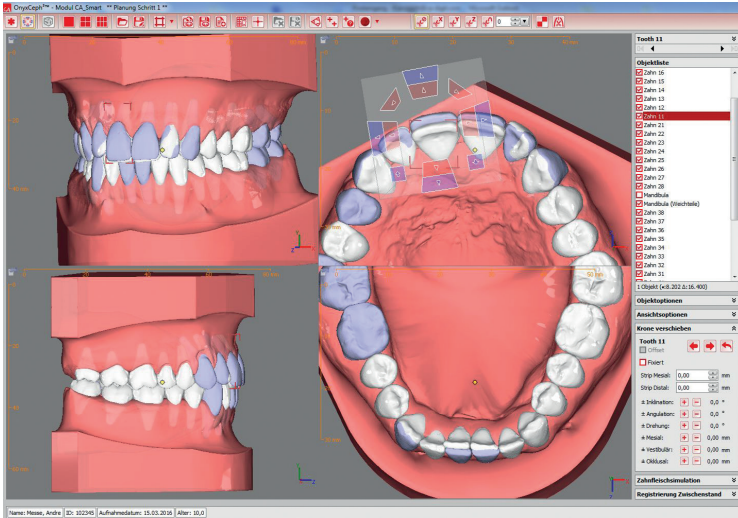 OnyxCeph³™ - Modul CA_Smart ** Planung Schritt 1 **
0
Tooth 11
Objektliste
Zahn 16
Zahn 15
Zahn 14
Zahn 13
Zahn 12
Zahn 11
Zahn 21
Zahn 22
Zahn 23
Zahn 24
Zahn 25
Zahn 26
Zahn 27
Zahn 28
Mandibula
Mandibula (Weichteile)
Zahn 38
Zahn 37
Zahn 36
Zahn 35
Zahn 34
Zahn 33
Zahn 32
Zahn 31
Objektoptionen
Ansichtsoptionen
Krone verschieben
Tooth 11
Offset
Fixiert
Strip Mesial: 0,00 mm
Strip Distal: 0,00 mm
± Inklination: + − 0,0 °
± Angulation: + − 0,0 °
± Drehung: + − 0,0 °
± Mesial: + − 0,00 mm
± Vestibulär: + − 0,00 mm
± Okklusal: + − 0,00 mm
Zahnfleischsimulation
Registrierung Zwischenstand
Name: Messe, Andre ID: 102345 Aufnahmedatum: 15.03.2016 Alter: 10,0